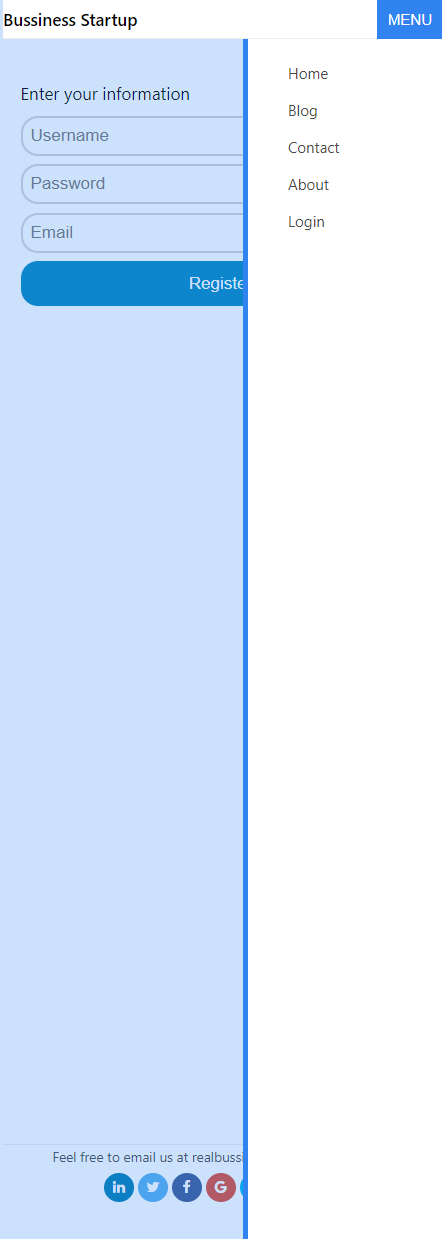 Bussiness Startup
MENU
Enter your information
Username
Password
Email
Registe
Home
Blog
Contact
About
Login
Feel free to email us at realbussi
in
f
G